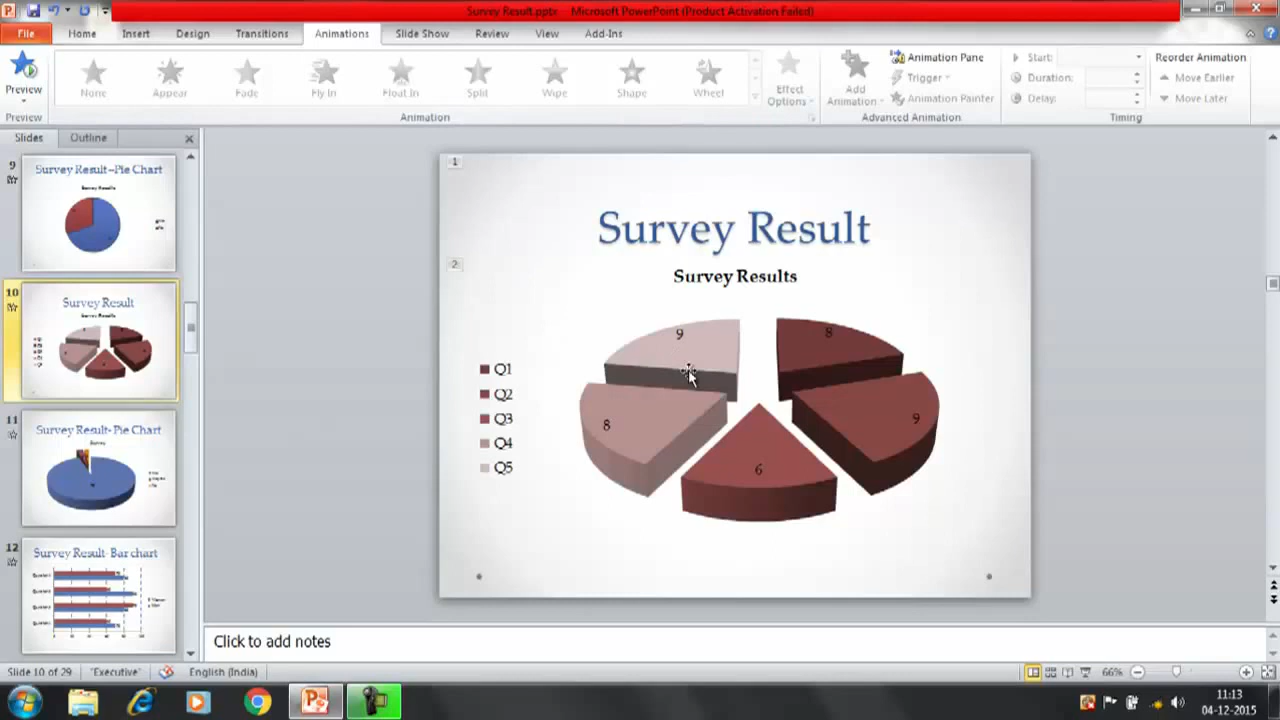 Survey Result.pptx - Microsoft PowerPoint (Product Activation Failed)
File Home Insert Design Transitions Animations Slide Show Review View Add-Ins
Preview
None Appear Fade Fly In Float In Split Wipe Shape Wheel
Effect Options
Add Animation
Animation Pane
Trigger
Animation Painter
Start:
Duration:
Delay:
Reorder Animation
Move Earlier
Move Later
Preview Animation Advanced Animation Timing
Slides Outline
9
Survey Result-Pie Chart
Survey Results
10
Survey Result
Survey Results
11
Survey Result- Pie Chart
Survey
12
Survey Result- Bar chart
1
Survey Result
2
Survey Results
9
8
8
9
6
Q1
Q2
Q3
Q4
Q5
Click to add notes
Slide 10 of 29 "Executive" English (India) 66%
11:13
04-12-2015